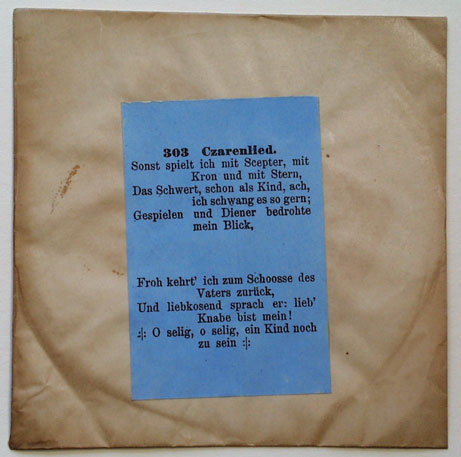 303 Czarenlied.
Sonst spielt ich mit Scepter, mit
Kron und mit Stern,
Das Schwert, schon als Kind, ach,
ich schwang es so gern;
Gespielen und Diener bedrohte
mein Blick,
Froh kehrt' ich zum Schoosse des
Vaters zurück,
Und liebkosend sprach er: lieb'
Knabe bist mein!
:|: O selig, o selig, ein Kind noch
zu sein :|: